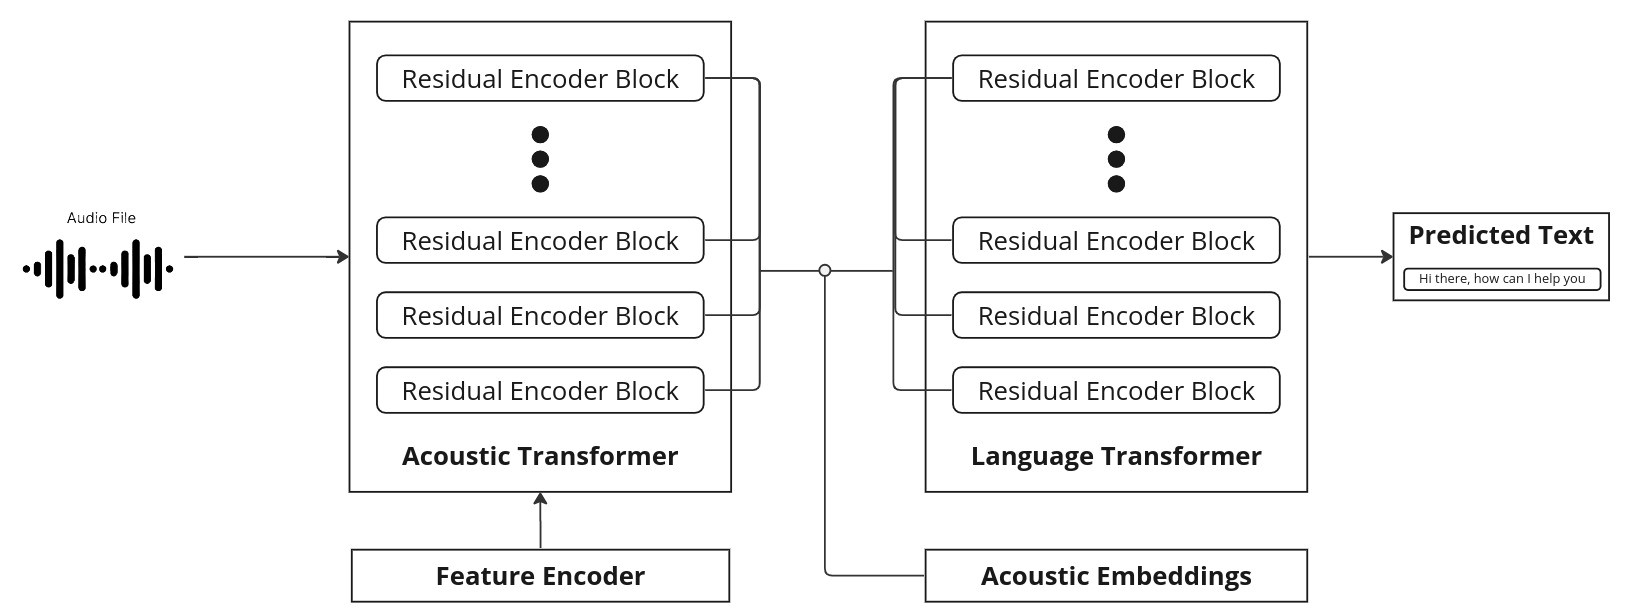 Audio File
Residual Encoder Block
Residual Encoder Block
Residual Encoder Block
Residual Encoder Block
Acoustic Transformer
Feature Encoder
Residual Encoder Block
Residual Encoder Block
Residual Encoder Block
Residual Encoder Block
Language Transformer
Acoustic Embeddings
Predicted Text
Hi there, how can I help you